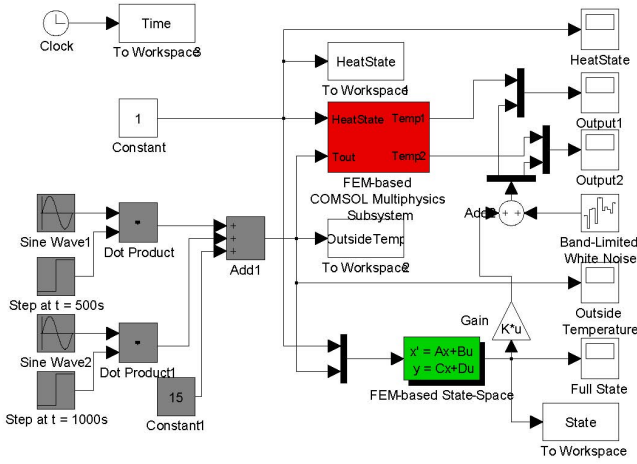 Clock
Time
To Workspace3
HeatState
To Workspace1
HeatState
1
Constant
HeatState
Temp1
Tout
Temp2
FEM-based
COMSOL Multiphysics
Subsystem
Output1
Output2
Sine Wave1
Dot Product
Step at t = 500s
+
+
+
Add1
OutsideTemp
To Workspace2
Add
+ +
Band-Limited
White Noise
Outside
Temperature
Sine Wave2
Dot Product1
Step at t = 1000s
15
Constant1
x' = Ax+Bu
y = Cx+Du
FEM-based State-Space
Gain
K*u
Full State
State
To Workspace